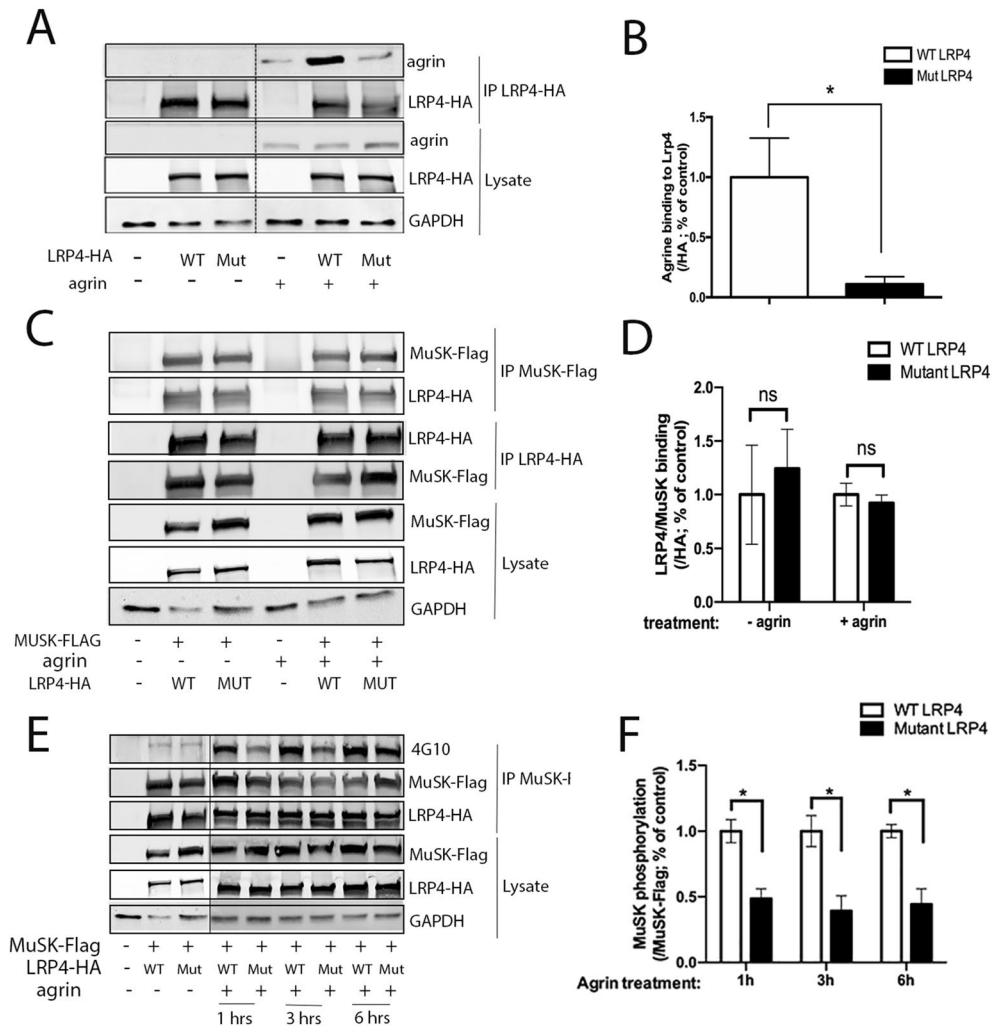 A
agrin
LRP4-HA
IP LRP4-HA
agrin
LRP4-HA
GAPDH
Lysate
LRP4-HA - WT Mut - WT Mut
agrin - - - + + +
B
WT LRP4
Mut LRP4
*
Agrine binding to Lrp4
(/HA ; % of control)
1.5
1.0
0.5
0.0
C
MuSK-Flag
LRP4-HA
IP MuSK-Flag
LRP4-HA
MuSK-Flag
IP LRP4-HA
MuSK-Flag
LRP4-HA
GAPDH
Lysate
MUSK-FLAG - + + - + +
agrin - - - + + +
LRP4-HA - WT MUT - WT MUT
D
WT LRP4
Mutant LRP4
ns
ns
LRP4/MuSK binding
(/HA; % of control)
2.0
1.5
1.0
0.5
0.0
treatment: - agrin + agrin
E
4G10
MuSK-Flag
LRP4-HA
IP MuSK-F
MuSK-Flag
LRP4-HA
GAPDH
Lysate
MuSK-Flag - + + + + + + + +
LRP4-HA - WT Mut WT Mut WT Mut WT Mut
agrin - - - + + + + + +
1 hrs 3 hrs 6 hrs
F
WT LRP4
Mutant LRP4
* * *
MuSK phosphorylation
(/MuSK-Flag; % of control)
1.5
1.0
0.5
0.0
Agrin treatment: 1h 3h 6h